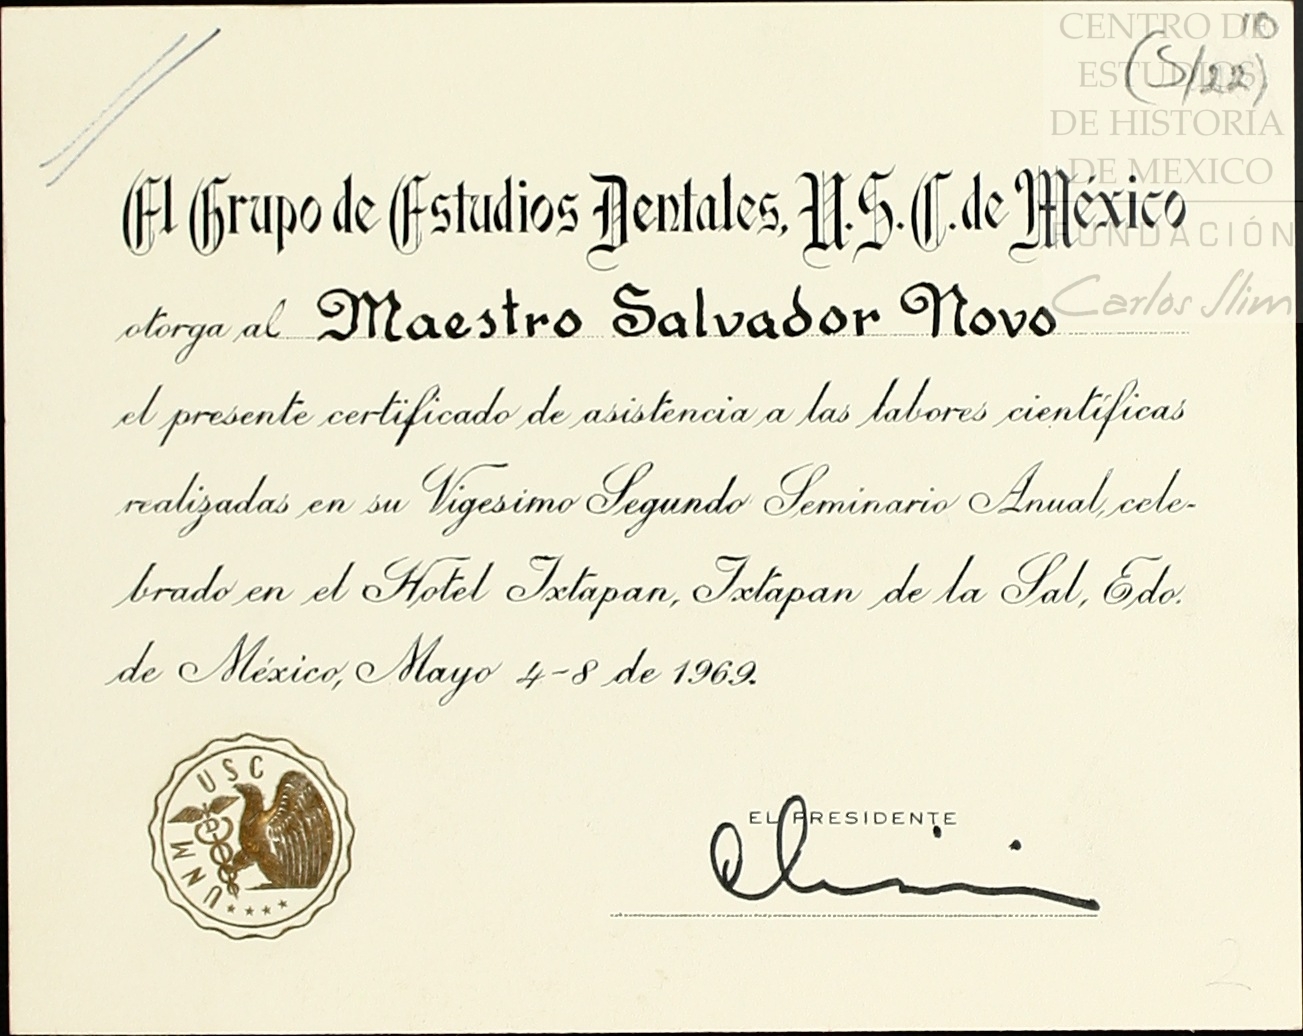 10
(S/22)
CENTRO DE
ESTUDIOS
DE HISTORIA
DE MEXICO
FUNDACIÓN
Carlos Slim
El Grupo de Estudios Dentales, U.S.C. de México
otorga al Maestro Salvador Novo
el presente certificado de asistencia a las labores científicas
realizadas en su Vigesimo Segundo Seminario Anual, cele-
brado en el Hotel Ixtapan, Ixtapan de la Sal, Edo.
de México, Mayo 4-8 de 1969.
USC
UNM
EL PRESIDENTE
2